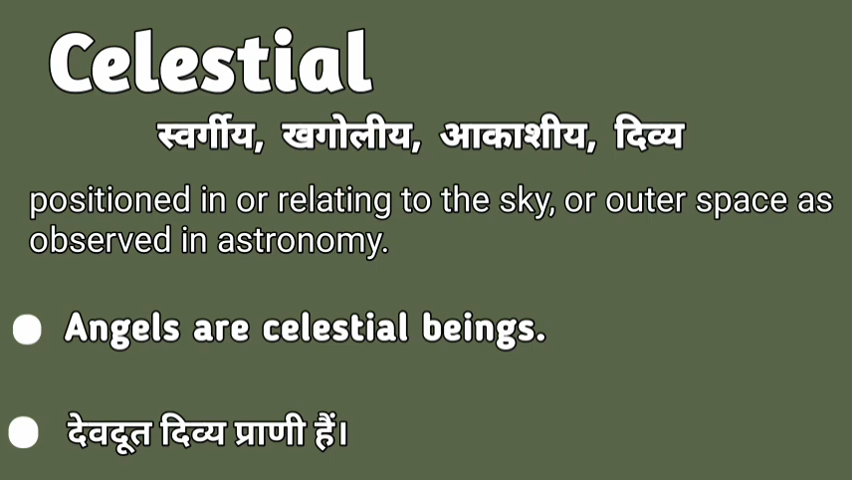 Celestial
स्वर्गीय, खगोलीय, आकाशीय, दिव्य
positioned in or relating to the sky, or outer space as
observed in astronomy.
Angels are celestial beings.
देवदूत दिव्य प्राणी हैं।